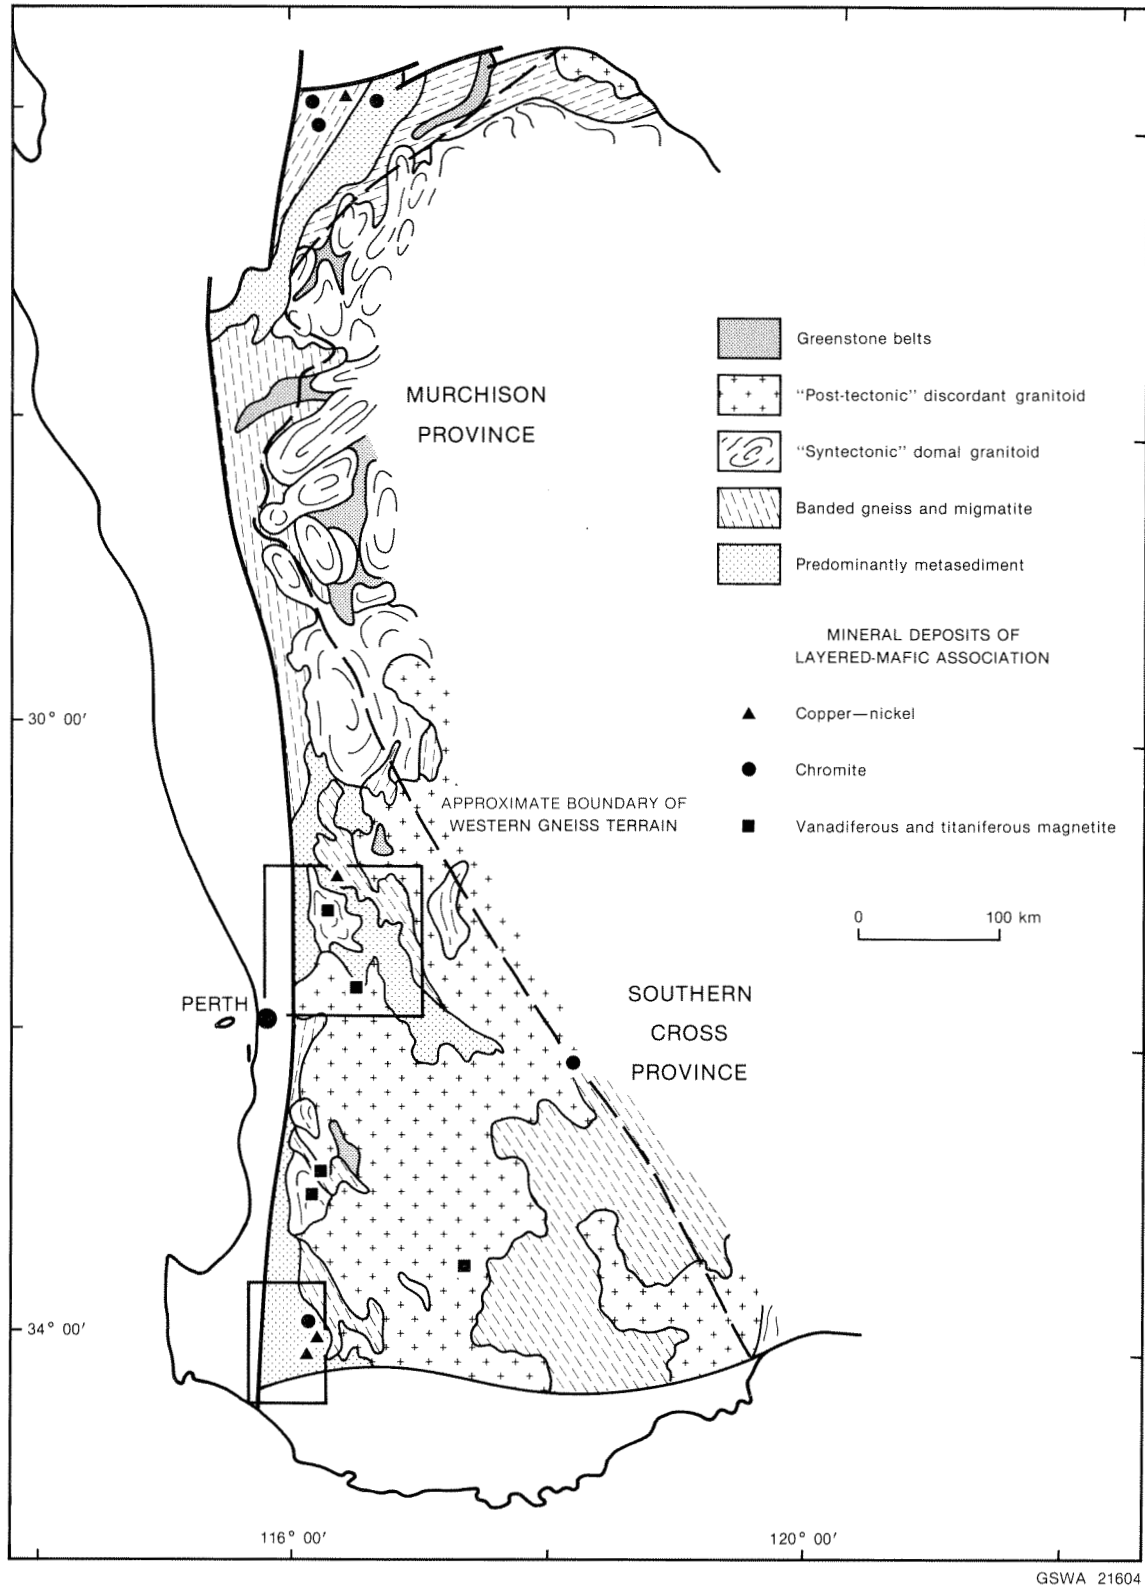 MURCHISON
PROVINCE
Greenstone belts
"Post-tectonic" discordant granitoid
"Syntectonic" domal granitoid
Banded gneiss and migmatite
Predominantly metasediment
MINERAL DEPOSITS OF
LAYERED-MAFIC ASSOCIATION
Copper—nickel
Chromite
Vanadiferous and titaniferous magnetite
30° 00′
APPROXIMATE BOUNDARY OF
WESTERN GNEISS TERRAIN
0 100 km
PERTH
SOUTHERN
CROSS
PROVINCE
34° 00′
116° 00′ 120° 00′
GSWA 21604